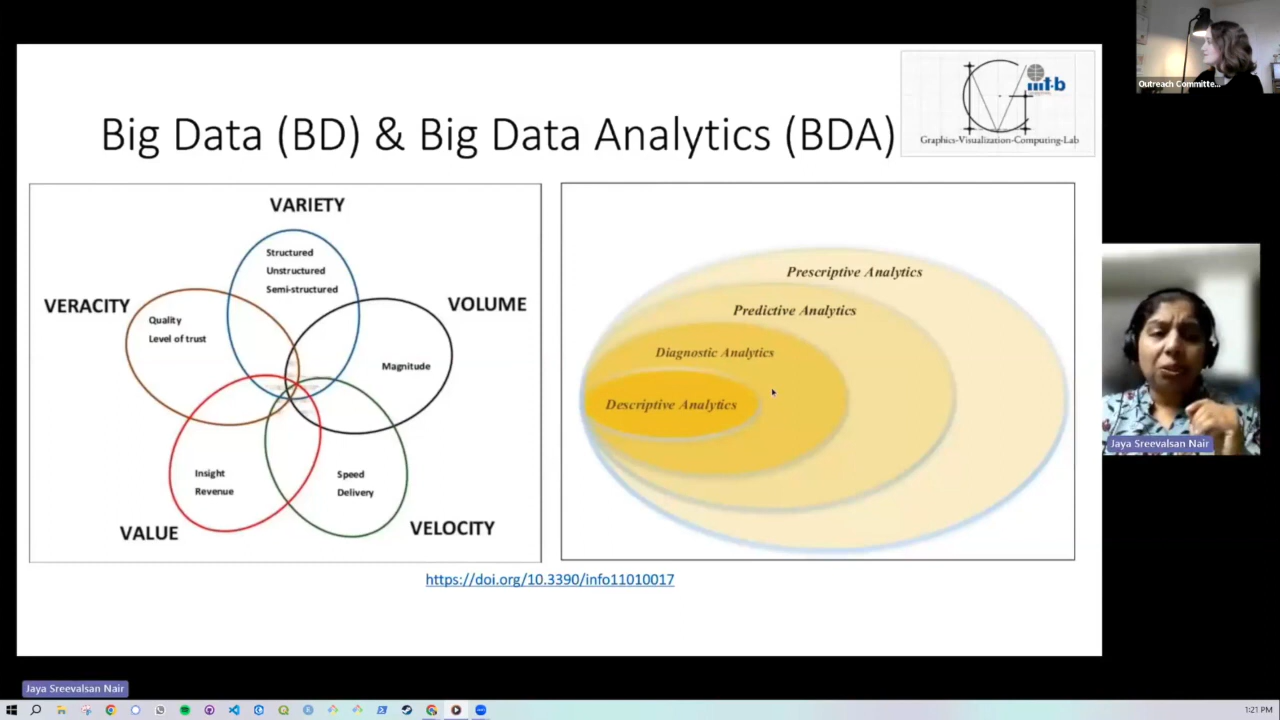 Big Data (BD) & Big Data Analytics (BDA)
iiit-b
Graphics-Visualization-Computing-Lab
VARIETY
Structured
Unstructured
Semi-structured
VERACITY
Quality
Level of trust
VOLUME
Magnitude
Insight
Revenue
VALUE
Speed
Delivery
VELOCITY
Prescriptive Analytics
Predictive Analytics
Diagnostic Analytics
Descriptive Analytics
https://doi.org/10.3390/info11010017
Outreach Committe...
Jaya Sreevalsan Nair
Jaya Sreevalsan Nair
1:21 PM